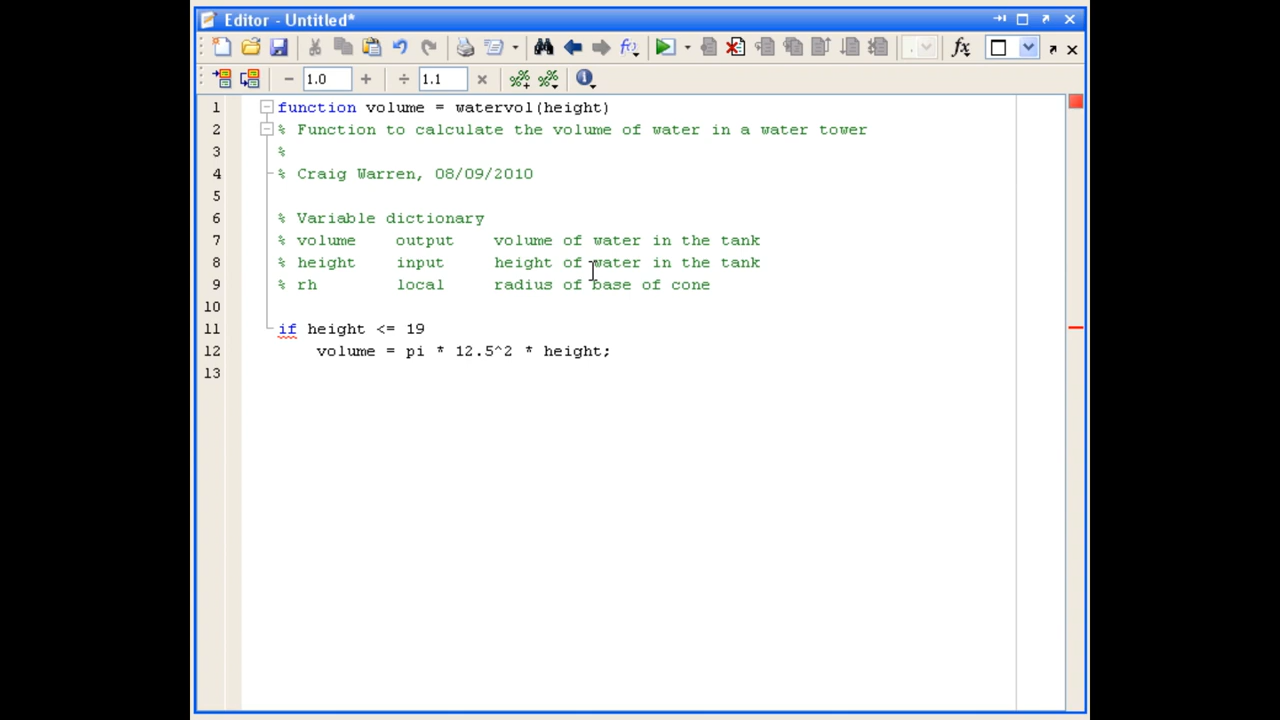 Editor - Untitled*
1.0
1.1
fx
1 function volume = watervol(height)
2 % Function to calculate the volume of water in a water tower
3 %
4 % Craig Warren, 08/09/2010
5
6 % Variable dictionary
7 % volume output volume of water in the tank
8 % height input height of water in the tank
9 % rh local radius of base of cone
10
11 if height <= 19
12 volume = pi * 12.5^2 * height;
13